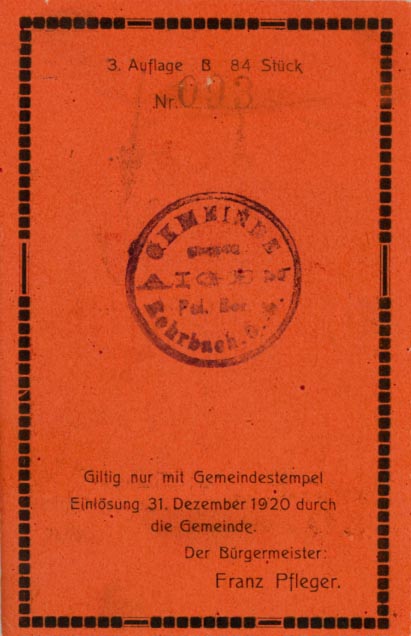 3. Auflage B 84 Stück
Nr. 093
GEMEINDE
Pol. Bez.
Rohrbach, O. Ö.
Giltig nur mit Gemeindestempel
Einlösung 31. Dezember 1920 durch
die Gemeinde.
Der Bürgermeister:
Franz Pfleger.